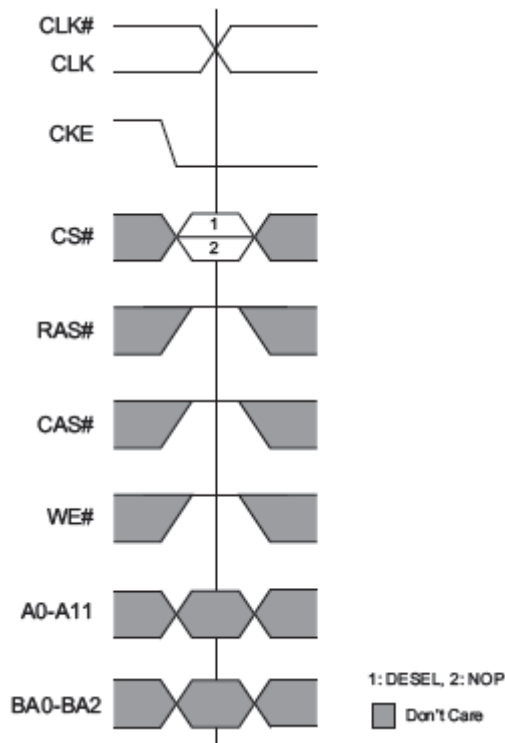 CLK#
CLK
CKE
CS#
1
2
RAS#
CAS#
WE#
A0-A11
BA0-BA2
1: DESEL, 2: NOP
Don't Care